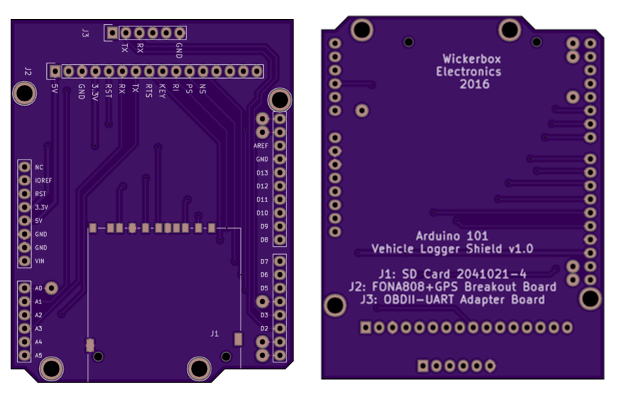 J3
TX
RX
GND
J2
5V
GND
3.3V
RST
RX
TX
RTS
KEY
RI
PS
NS
NC
IOREF
RST
3.3V
5V
GND
GND
VIN
A0
A1
A2
A3
A4
A5
AREF
GND
D13
D12
D11
D10
D9
D8
D7
D6
D5
D3
D2
J1
Wickerbox
Electronics
2016
Arduino 101
Vehicle Logger Shield v1.0
J1: SD Card 2041021-4
J2: FONA808+GPS Breakout Board
J3: OBDII-UART Adapter Board